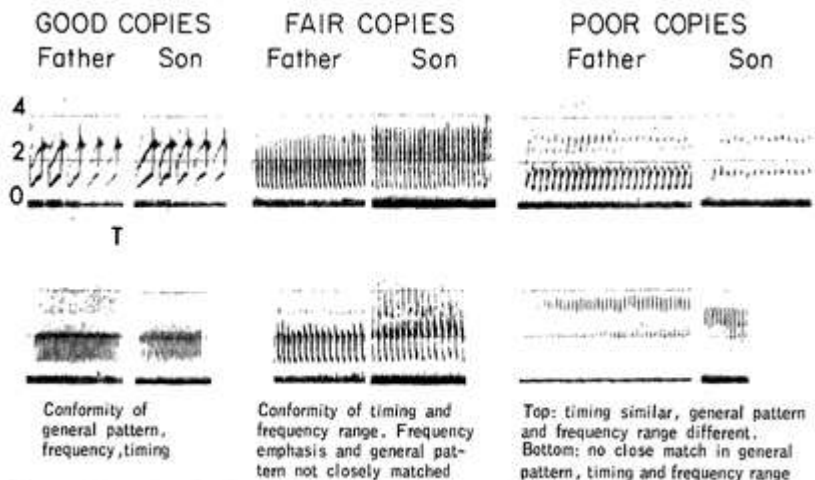 GOOD COPIES FAIR COPIES POOR COPIES
Father Son Father Son Father Son
4
2
0
T
Conformity of
general pattern,
frequency,timing
Conformity of timing and
frequency range. Frequency
emphasis and general pat-
tern not closely matched
Top: timing similar, general pattern
and frequency range different.
Bottom: no close match in general
pattern, timing and frequency range